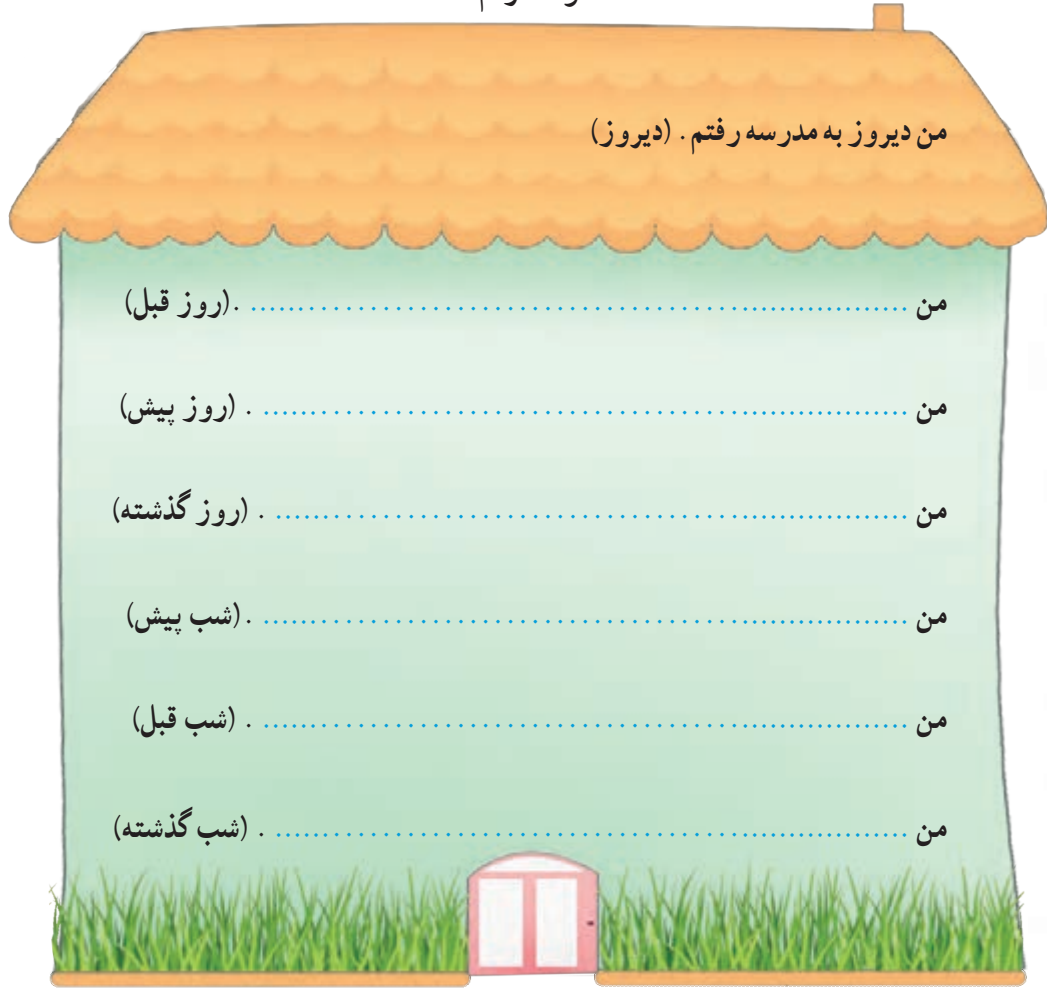 من دیروز به مدرسه رفتم . (دیروز)
من ........................................ .(روز قبل)
من ........................................ . (روز پیش)
من ........................................ . (روز گذشته)
من ........................................ .(شب پیش)
من ........................................ . (شب قبل)
من ........................................ . (شب گذشته)